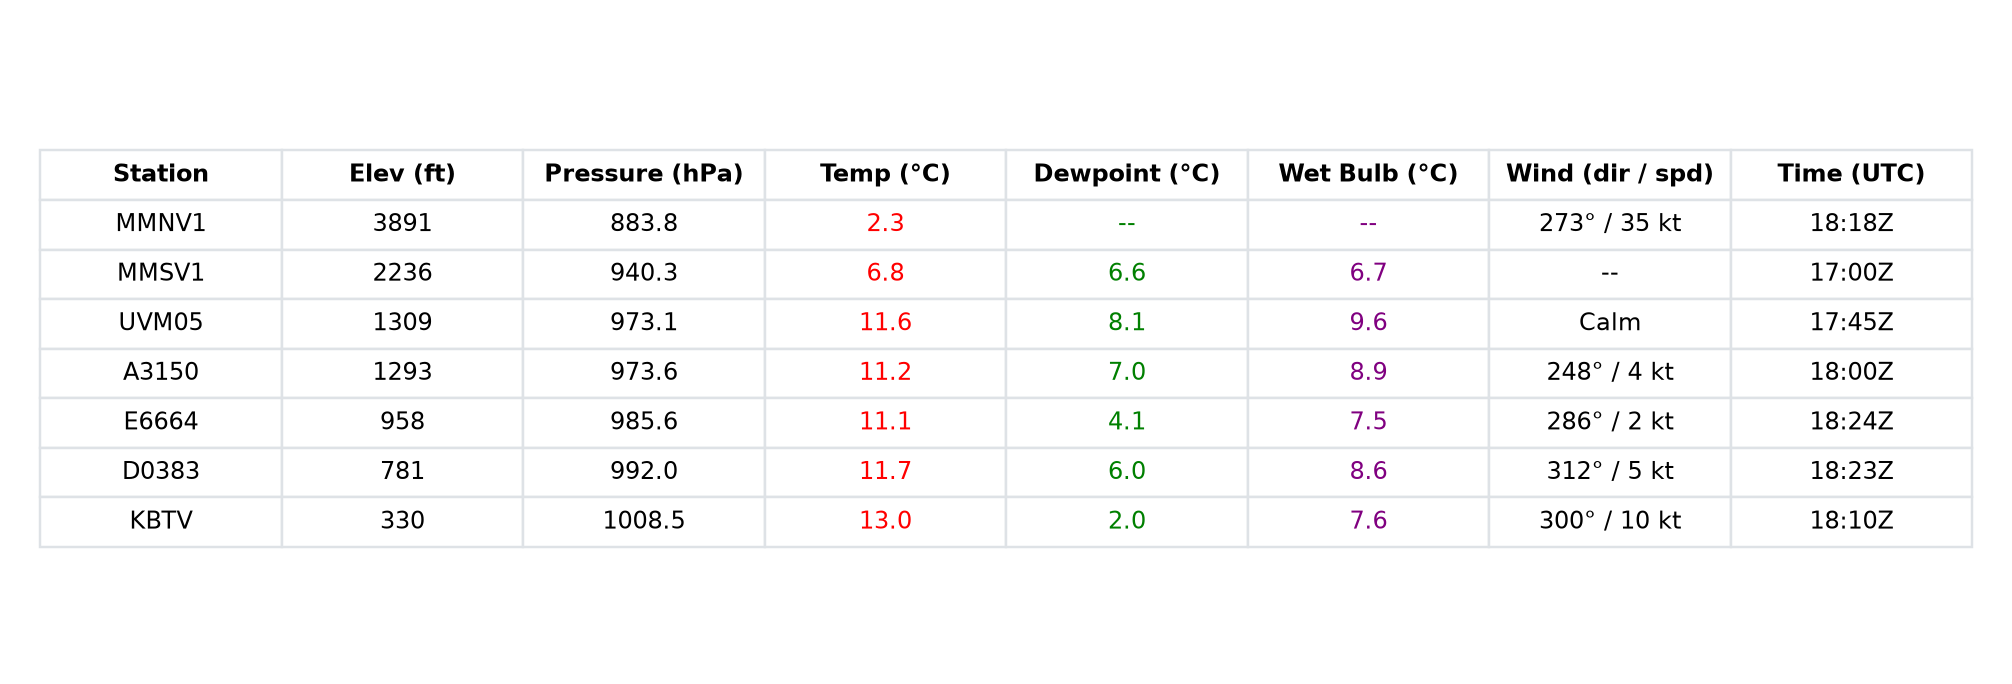 Station Elev (ft) Pressure (hPa) Temp (°C) Dewpoint (°C) Wet Bulb (°C) Wind (dir / spd) Time (UTC)
MMNV1 3891 883.8 2.3 -- -- 273° / 35 kt 18:18Z
MMSV1 2236 940.3 6.8 6.6 6.7 -- 17:00Z
UVM05 1309 973.1 11.6 8.1 9.6 Calm 17:45Z
A3150 1293 973.6 11.2 7.0 8.9 248° / 4 kt 18:00Z
E6664 958 985.6 11.1 4.1 7.5 286° / 2 kt 18:24Z
D0383 781 992.0 11.7 6.0 8.6 312° / 5 kt 18:23Z
KBTV 330 1008.5 13.0 2.0 7.6 300° / 10 kt 18:10Z